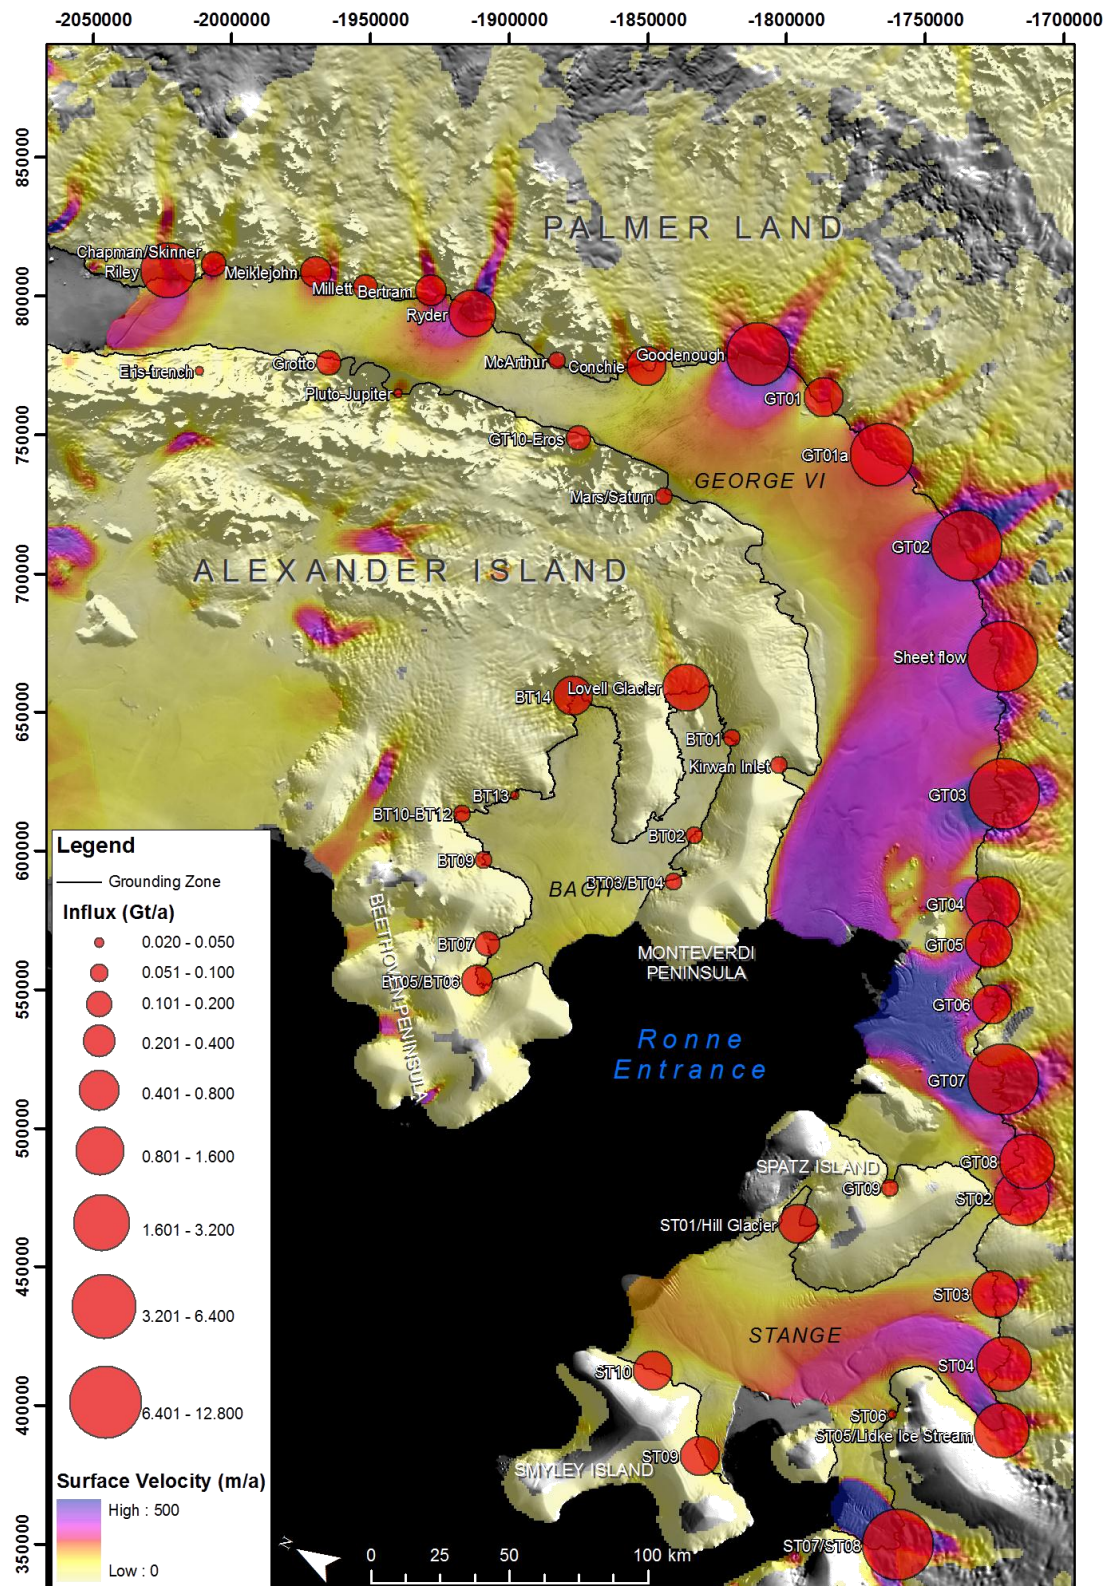 -2050000 -2000000 -1950000 -1900000 -1850000 -1800000 -1750000 -1700000
850000
800000
750000
700000
650000
600000
550000
500000
450000
400000
350000
PALMER LAND
Chapman/Skinner
Riley
Meiklejohn
Millett
Bertram
Ryder
McArthur
Conchie
Goodenough
GT01
GT01a
Eris-trench
Grotto
Pluto-Jupiter
GT10-Eros
Mars/Saturn
GEORGE VI
GT02
ALEXANDER ISLAND
Sheet flow
BT14
Lovell Glacier
BT01
Kirwan Inlet
GT03
BT13
BT10-BT12
BT02
BT09
BT03/BT04
BACH
GT04
GT05
BT07
BT05/BT06
BEETHOVEN PENINSULA
MONTEVERDI
PENINSULA
GT06
Ronne
Entrance
GT07
GT08
SPATZ ISLAND
GT09
ST02
ST01/Hill Glacier
ST03
STANGE
ST04
ST10
ST06
ST05/Lidke Ice Stream
ST09
SMYLEY ISLAND
ST07/ST08
Legend
Grounding Zone
Influx (Gt/a)
0.020 - 0.050
0.051 - 0.100
0.101 - 0.200
0.201 - 0.400
0.401 - 0.800
0.801 - 1.600
1.601 - 3.200
3.201 - 6.400
6.401 - 12.800
Surface Velocity (m/a)
High : 500
Low : 0
N
0 25 50 100 km